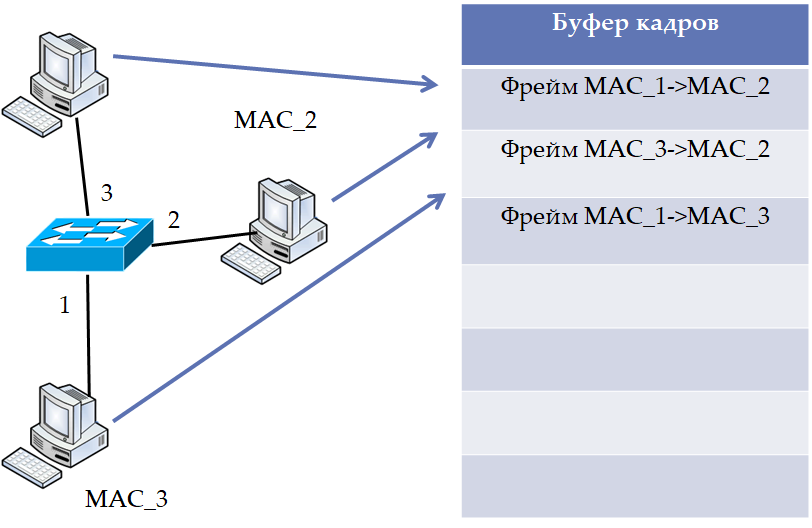 MAC_2
3
2
1
MAC_3
Буфер кадров
Фрейм MAC_1->MAC_2
Фрейм MAC_3->MAC_2
Фрейм MAC_1->MAC_3